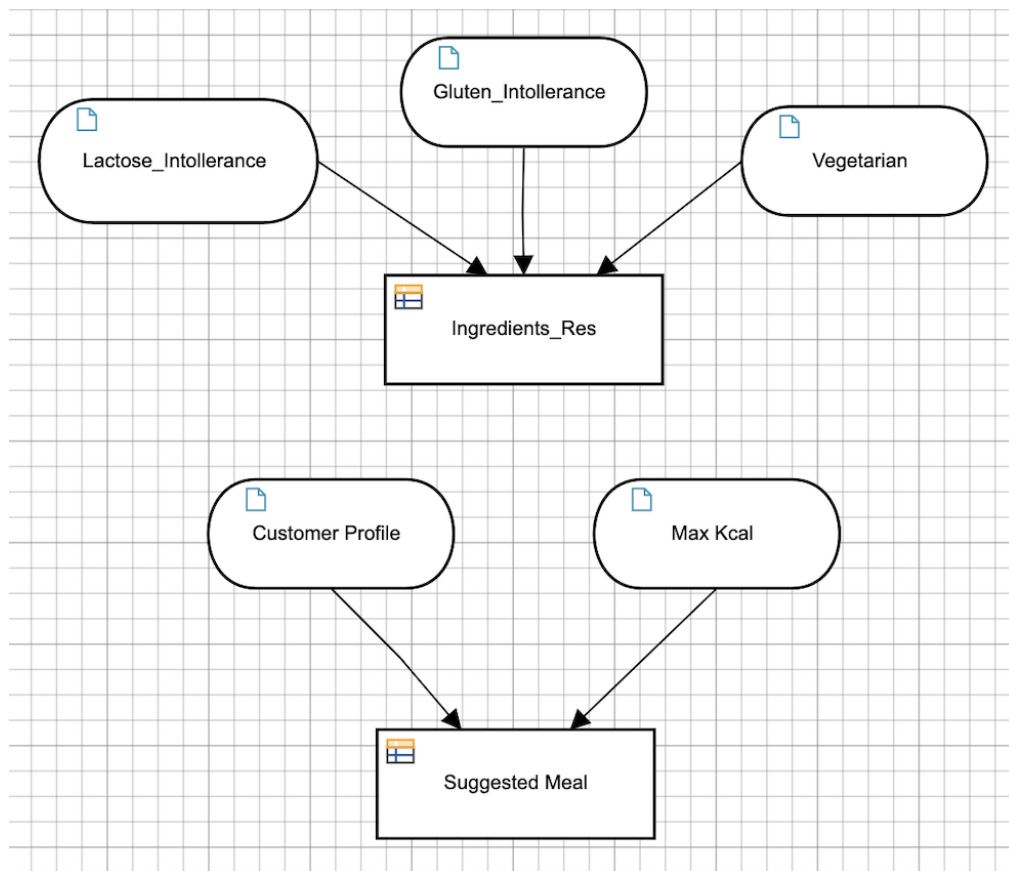 Gluten_Intollerance
Lactose_Intollerance
Vegetarian
Ingredients_Res
Customer Profile
Max Kcal
Suggested Meal